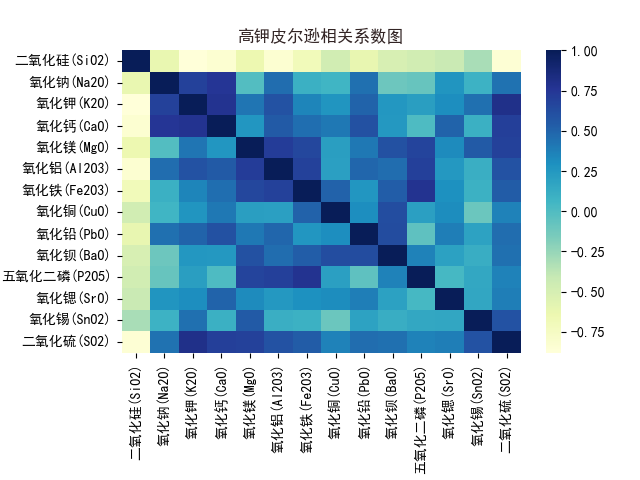 高钾皮尔逊相关系数图
二氧化硅(SiO2)
氧化钠(Na2O)
氧化钾(K2O)
氧化钙(CaO)
氧化镁(MgO)
氧化铝(Al2O3)
氧化铁(Fe2O3)
氧化铜(CuO)
氧化铅(PbO)
氧化钡(BaO)
五氧化二磷(P2O5)
氧化锶(SrO)
氧化锡(SnO2)
二氧化硫(SO2)
二氧化硅(SiO2)
氧化钠(Na2O)
氧化钾(K2O)
氧化钙(CaO)
氧化镁(MgO)
氧化铝(Al2O3)
氧化铁(Fe2O3)
氧化铜(CuO)
氧化铅(PbO)
氧化钡(BaO)
五氧化二磷(P2O5)
氧化锶(SrO)
氧化锡(SnO2)
二氧化硫(SO2)
1.00
0.75
0.50
0.25
0.00
−0.25
−0.50
−0.75